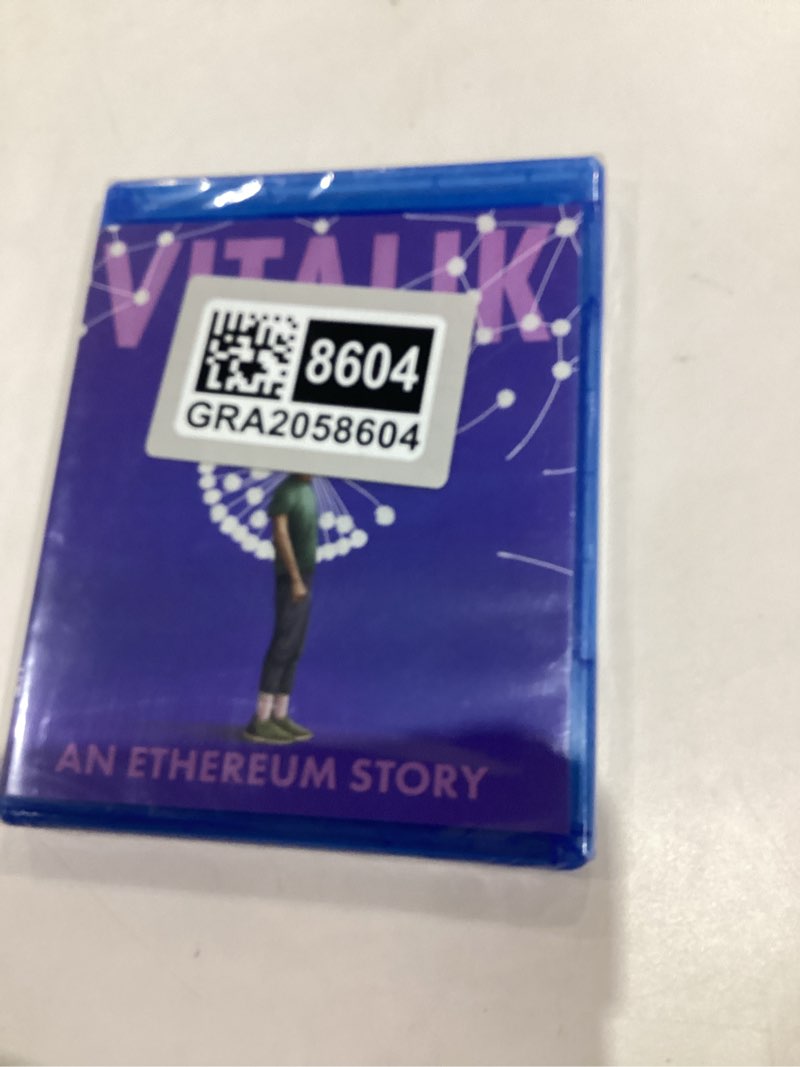 VITALIK
8604
GRA2058604
AN ETHEREUM STORY